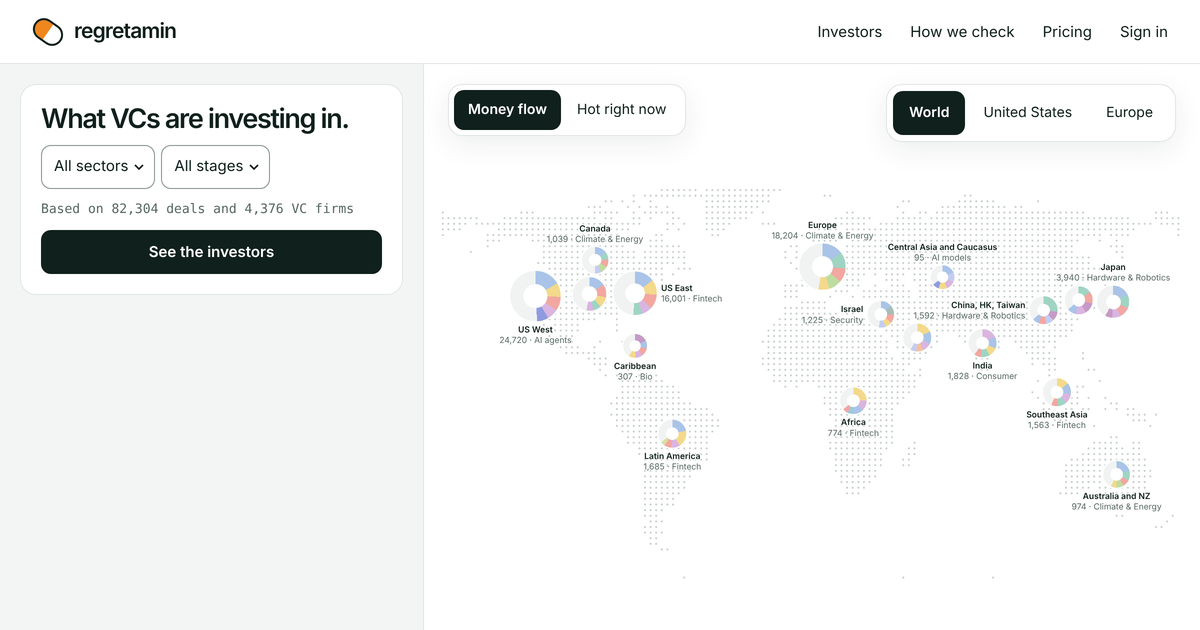 regretamin
Investors
How we check
Pricing
Sign in
What VCs are investing in.
All sectors
All stages
Based on 82,304 deals and 4,376 VC firms
See the investors
Money flow
Hot right now
World
United States
Europe
Canada
1,039 · Climate & Energy
Europe
18,204 · Climate & Energy
Central Asia and Caucasus
95 · AI models
Japan
3,940 · Hardware & Robotics
US East
16,001 · Fintech
US West
24,720 · AI agents
Israel
1,225 · Security
China, HK, Taiwan
1,592 · Hardware & Robotics
Caribbean
307 · Bio
India
1,828 · Consumer
Africa
774 · Fintech
Southeast Asia
1,563 · Fintech
Latin America
1,685 · Fintech
Australia and NZ
974 · Climate & Energy